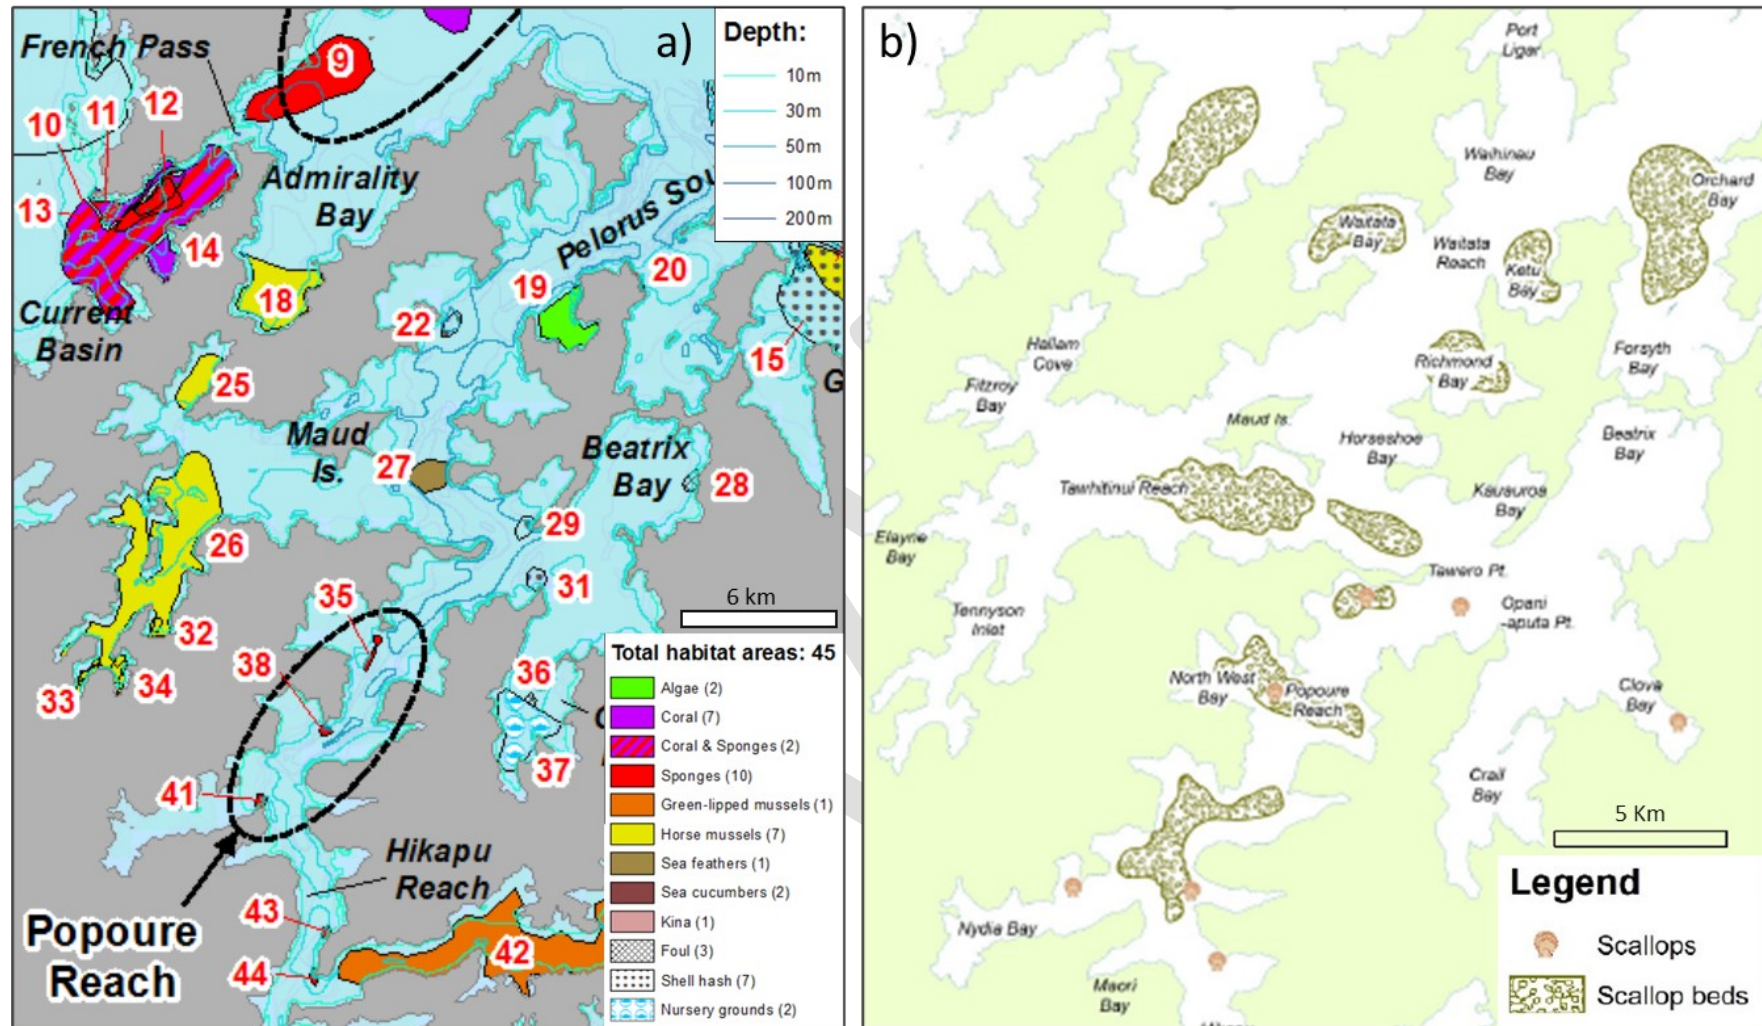 a)
Depth:
10m
30m
50m
100m
200m
French Pass
9
10
11
12
13
14
Admirality
Bay
Pelorus Sou
18
19
20
22
15
G
Current
Basin
25
Maud
Is.
Beatrix
Bay
27
28
29
26
31
6 km
35
32
33
34
38
36
37
41
Hikapu
Reach
Popoure
Reach
43
44
42
Total habitat areas: 45
Algae (2)
Coral (7)
Coral & Sponges (2)
Sponges (10)
Green-lipped mussels (1)
Horse mussels (7)
Sea feathers (1)
Sea cucumbers (2)
Kina (1)
Foul (3)
Shell hash (7)
Nursery grounds (2)
b)
Port
Ligar
Waihinau
Bay
Orchard
Bay
Waitata
Bay
Waitata
Reach
Ketu
Bay
Hallam
Cove
Richmond
Bay
Forsyth
Bay
Fitzroy
Bay
Maud Is.
Horseshoe
Bay
Beatrix
Bay
Tawhitinui Reach
Kauauroa
Bay
Elayne
Bay
Tawero Pt.
Tennyson
Inlet
Opani
-aputa Pt.
North West
Bay
Popoure
Reach
Clova
Bay
Crail
Bay
5 Km
Nydia Bay
Maori
Bay
Legend
Scallops
Scallop beds